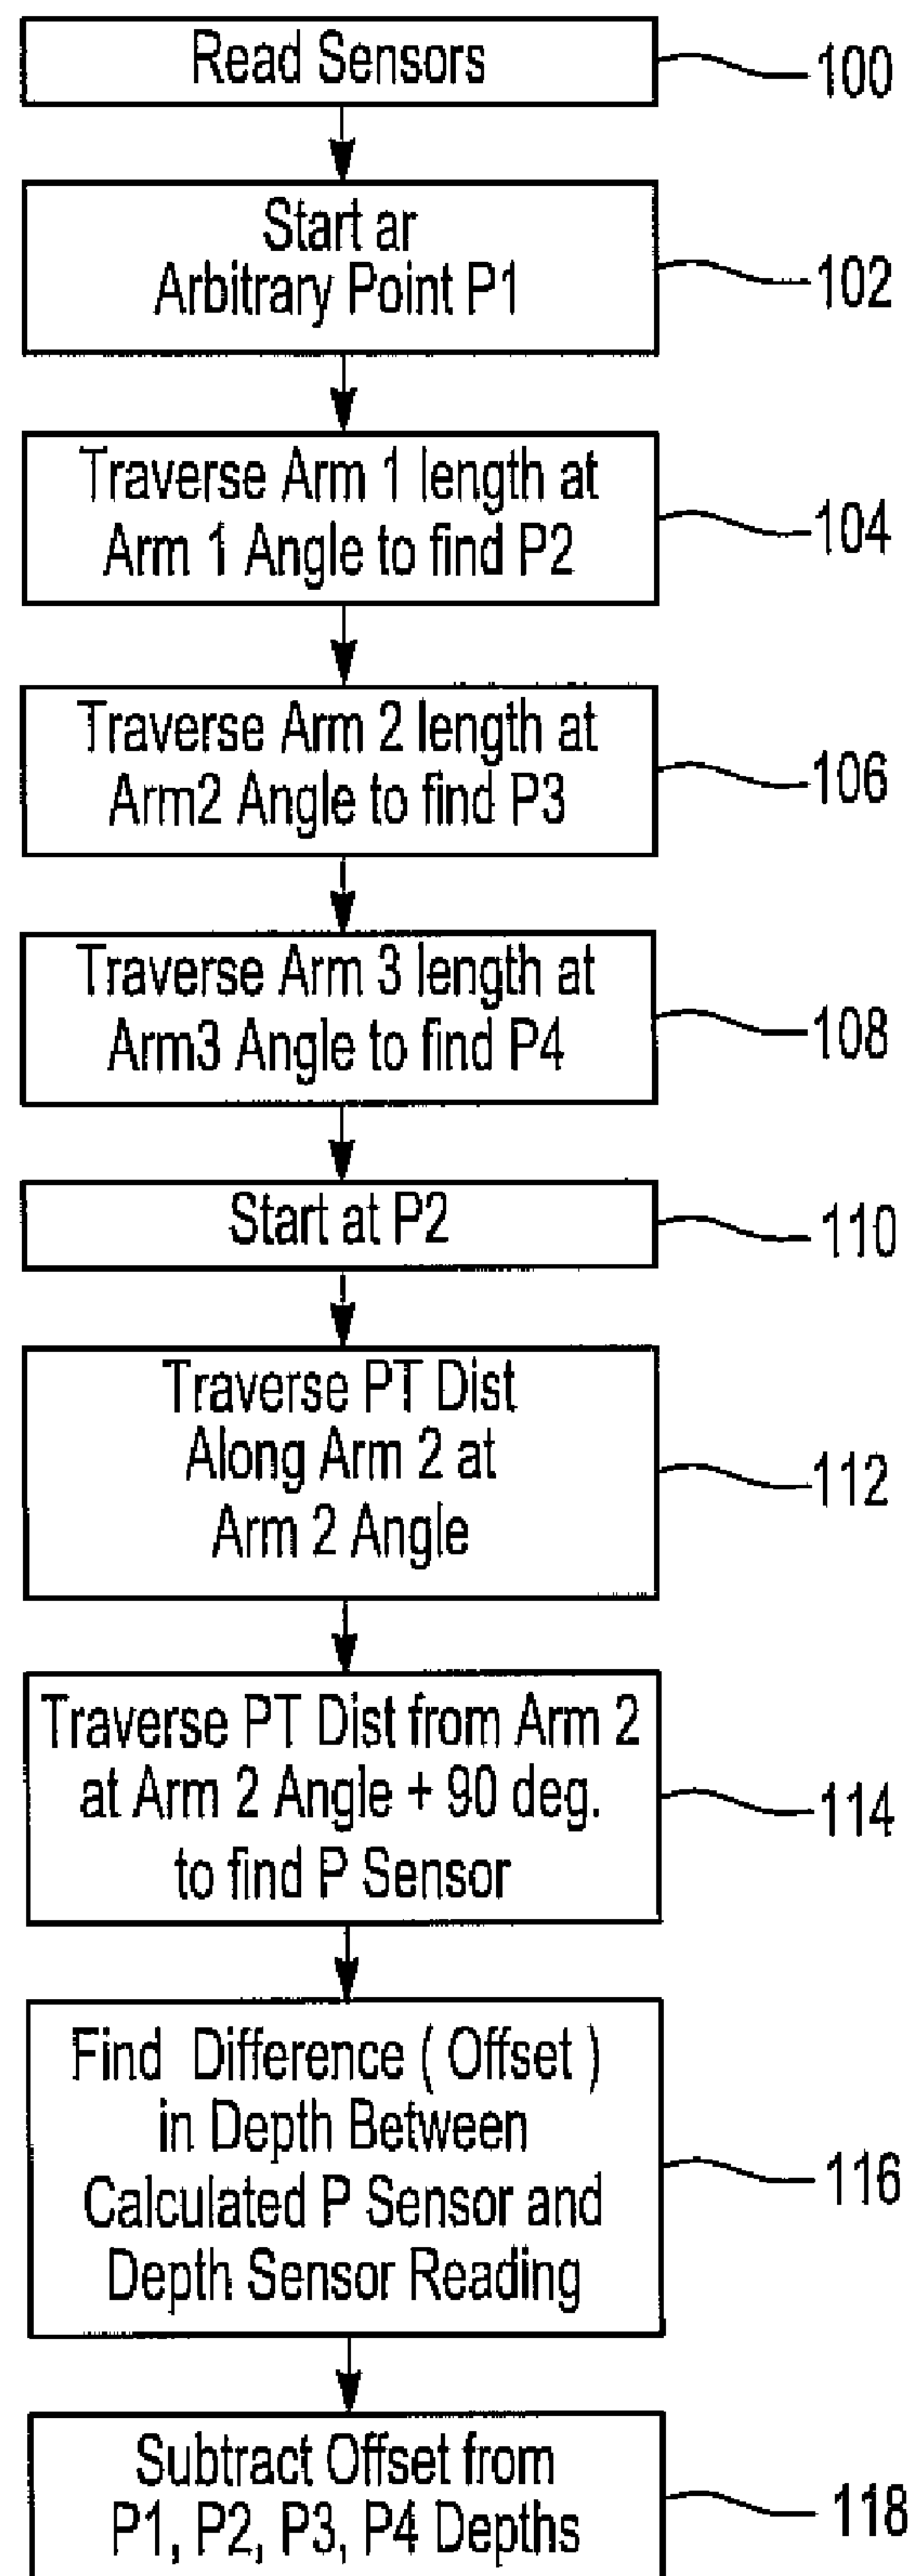 Read Sensors
100
Start ar
Arbitrary Point P1
102
Traverse Arm 1 length at
Arm 1 Angle to find P2
104
Traverse Arm 2 length at
Arm2 Angle to find P3
106
Traverse Arm 3 length at
Arm3 Angle to find P4
108
Start at P2
110
Traverse PT Dist
Along Arm 2 at
Arm 2 Angle
112
Traverse PT Dist from Arm 2
at Arm 2 Angle + 90 deg.
to find P Sensor
114
Find Difference ( Offset )
in Depth Between
Calculated P Sensor and
Depth Sensor Reading
116
Subtract Offset from
P1, P2, P3, P4 Depths
118